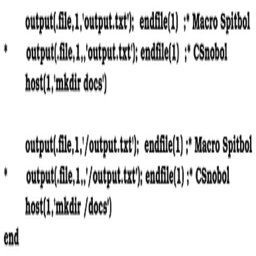 output(.file,1,'output.txt'); endfile(1) ;* Macro Spitbol
* output(.file,1,,'output.txt'); endfile(1) ;* CSnobol
host(1,'mkdir docs')
output(.file,1,'/output.txt'); endfile(1) ;* Macro Spitbol
* output(.file,1,,'/output.txt'); endfile(1) ;* CSnobol
host(1,'mkdir /docs')
end